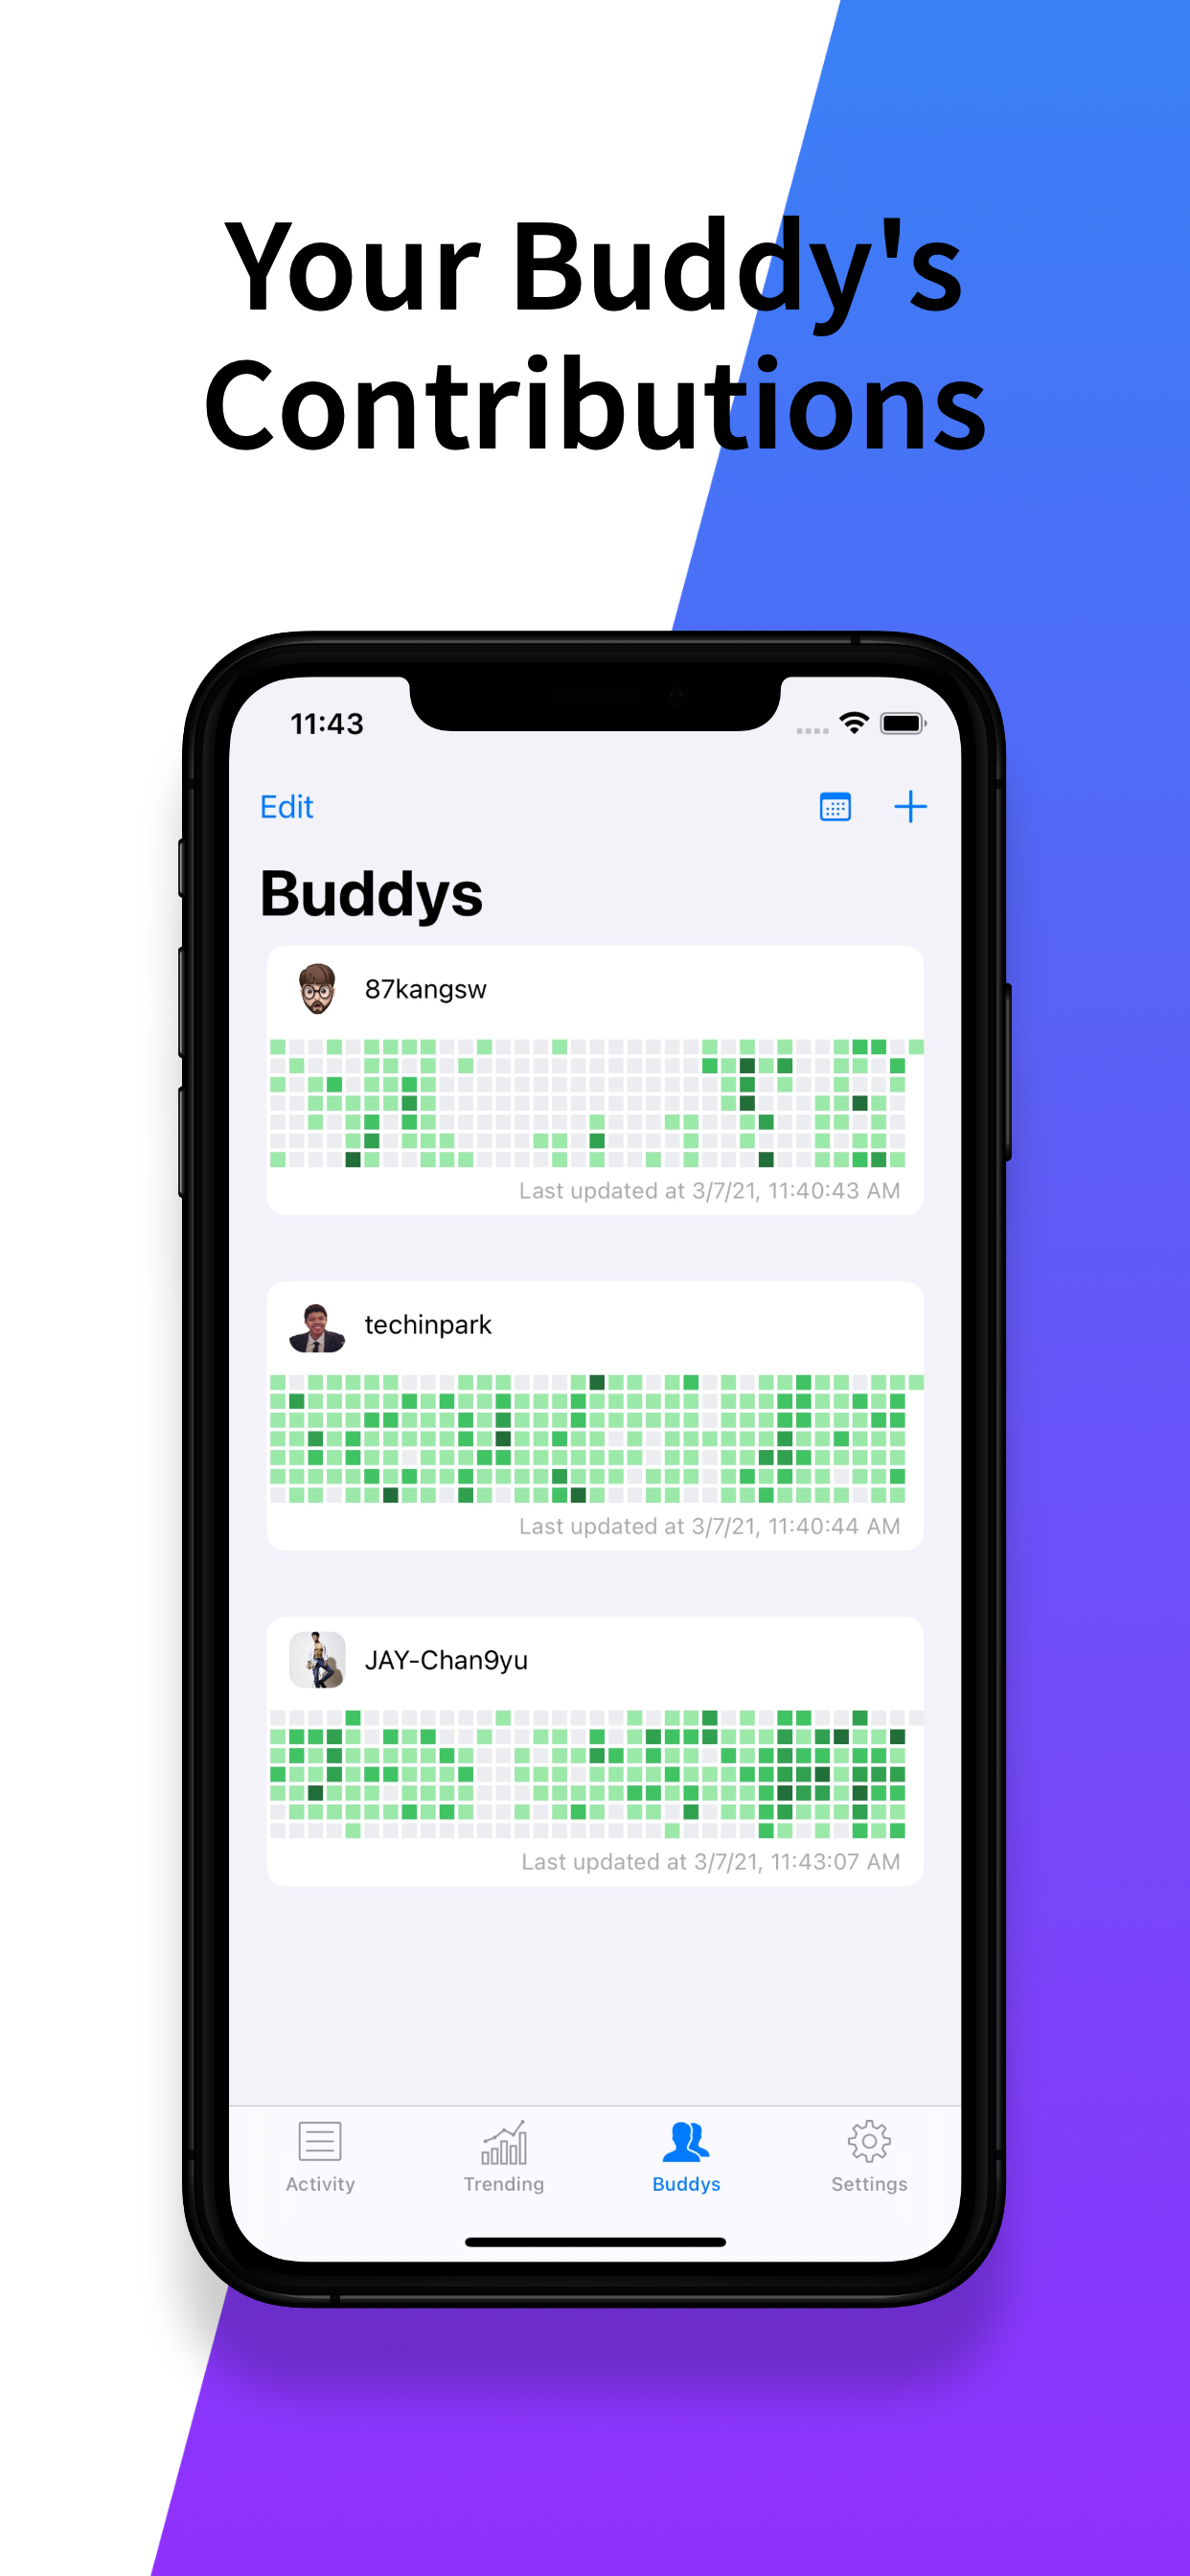 Your Buddy's
Contributions
11:43
Edit
Buddys
87kangsw
Last updated at 3/7/21, 11:40:43 AM
techinpark
Last updated at 3/7/21, 11:40:44 AM
JAY-Chan9yu
Last updated at 3/7/21, 11:43:07 AM
Activity
Trending
Buddys
Settings